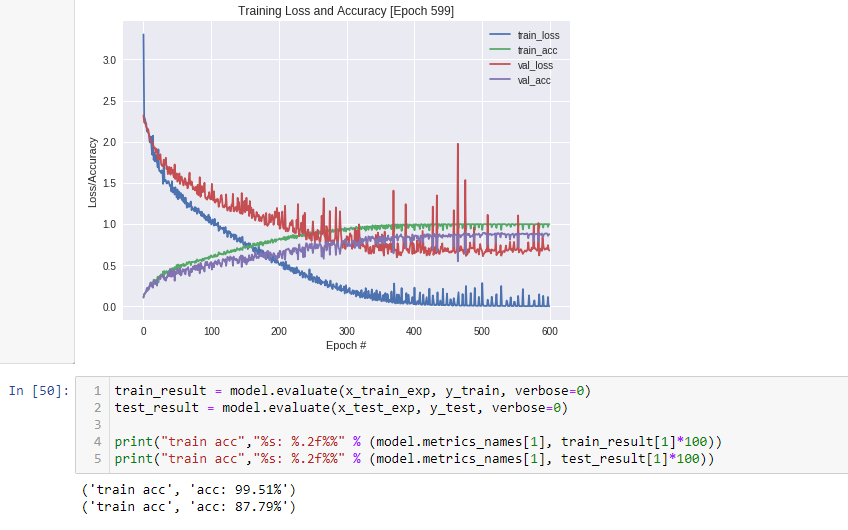 Training Loss and Accuracy [Epoch 599]
train_loss
train_acc
val_loss
val_acc
3.0
2.5
2.0
1.5
1.0
0.5
0.0
Loss/Accuracy
0 100 200 300 400 500 600
Epoch #
In [50]:
1 train_result = model.evaluate(x_train_exp, y_train, verbose=0)
2 test_result = model.evaluate(x_test_exp, y_test, verbose=0)
3
4 print("train acc","%s: %.2f%%" % (model.metrics_names[1], train_result[1]*100))
5 print("train acc","%s: %.2f%%" % (model.metrics_names[1], test_result[1]*100))
('train acc', 'acc: 99.51%')
('train acc', 'acc: 87.79%')